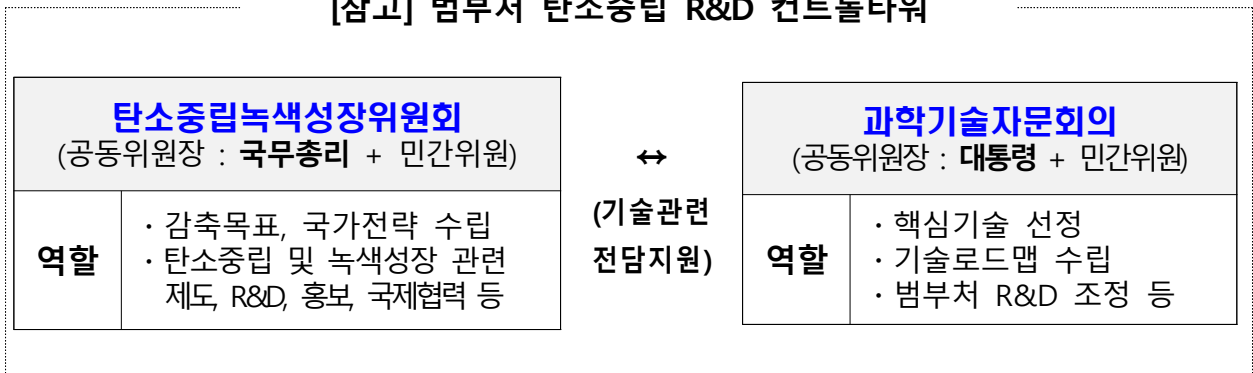 [참고] 범부처 탄소중립 R&D 컨트롤타워
탄소중립녹색성장위원회
(공동위원장 : 국무총리 + 민간위원)
역할
· 감축목표, 국가전략 수립
· 탄소중립 및 녹색성장 관련
제도, R&D, 홍보, 국제협력 등
↔
(기술관련
전담지원)
과학기술자문회의
(공동위원장 : 대통령 + 민간위원)
역할
· 핵심기술 선정
· 기술로드맵 수립
· 범부처 R&D 조정 등